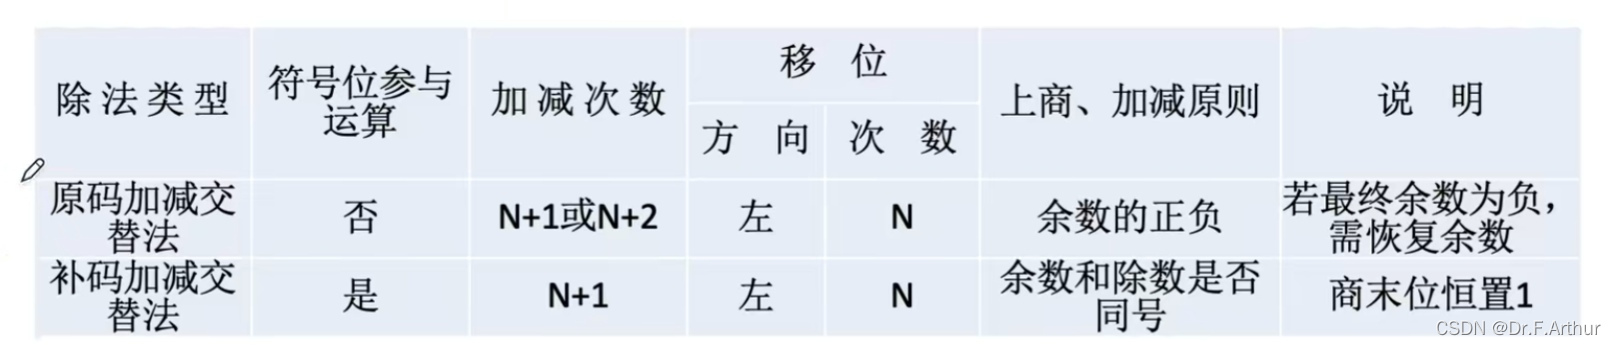 除法类型
符号位参与
运算
加减次数
移 位
方 向
次 数
上商、加减原则
说 明
原码加减交
替法
否
N+1或N+2
左
N
余数的正负
若最终余数为负，
需恢复余数
补码加减交
替法
是
N+1
左
N
余数和除数是否
同号
商末位恒置1
CSDN @Dr.F.Arthur